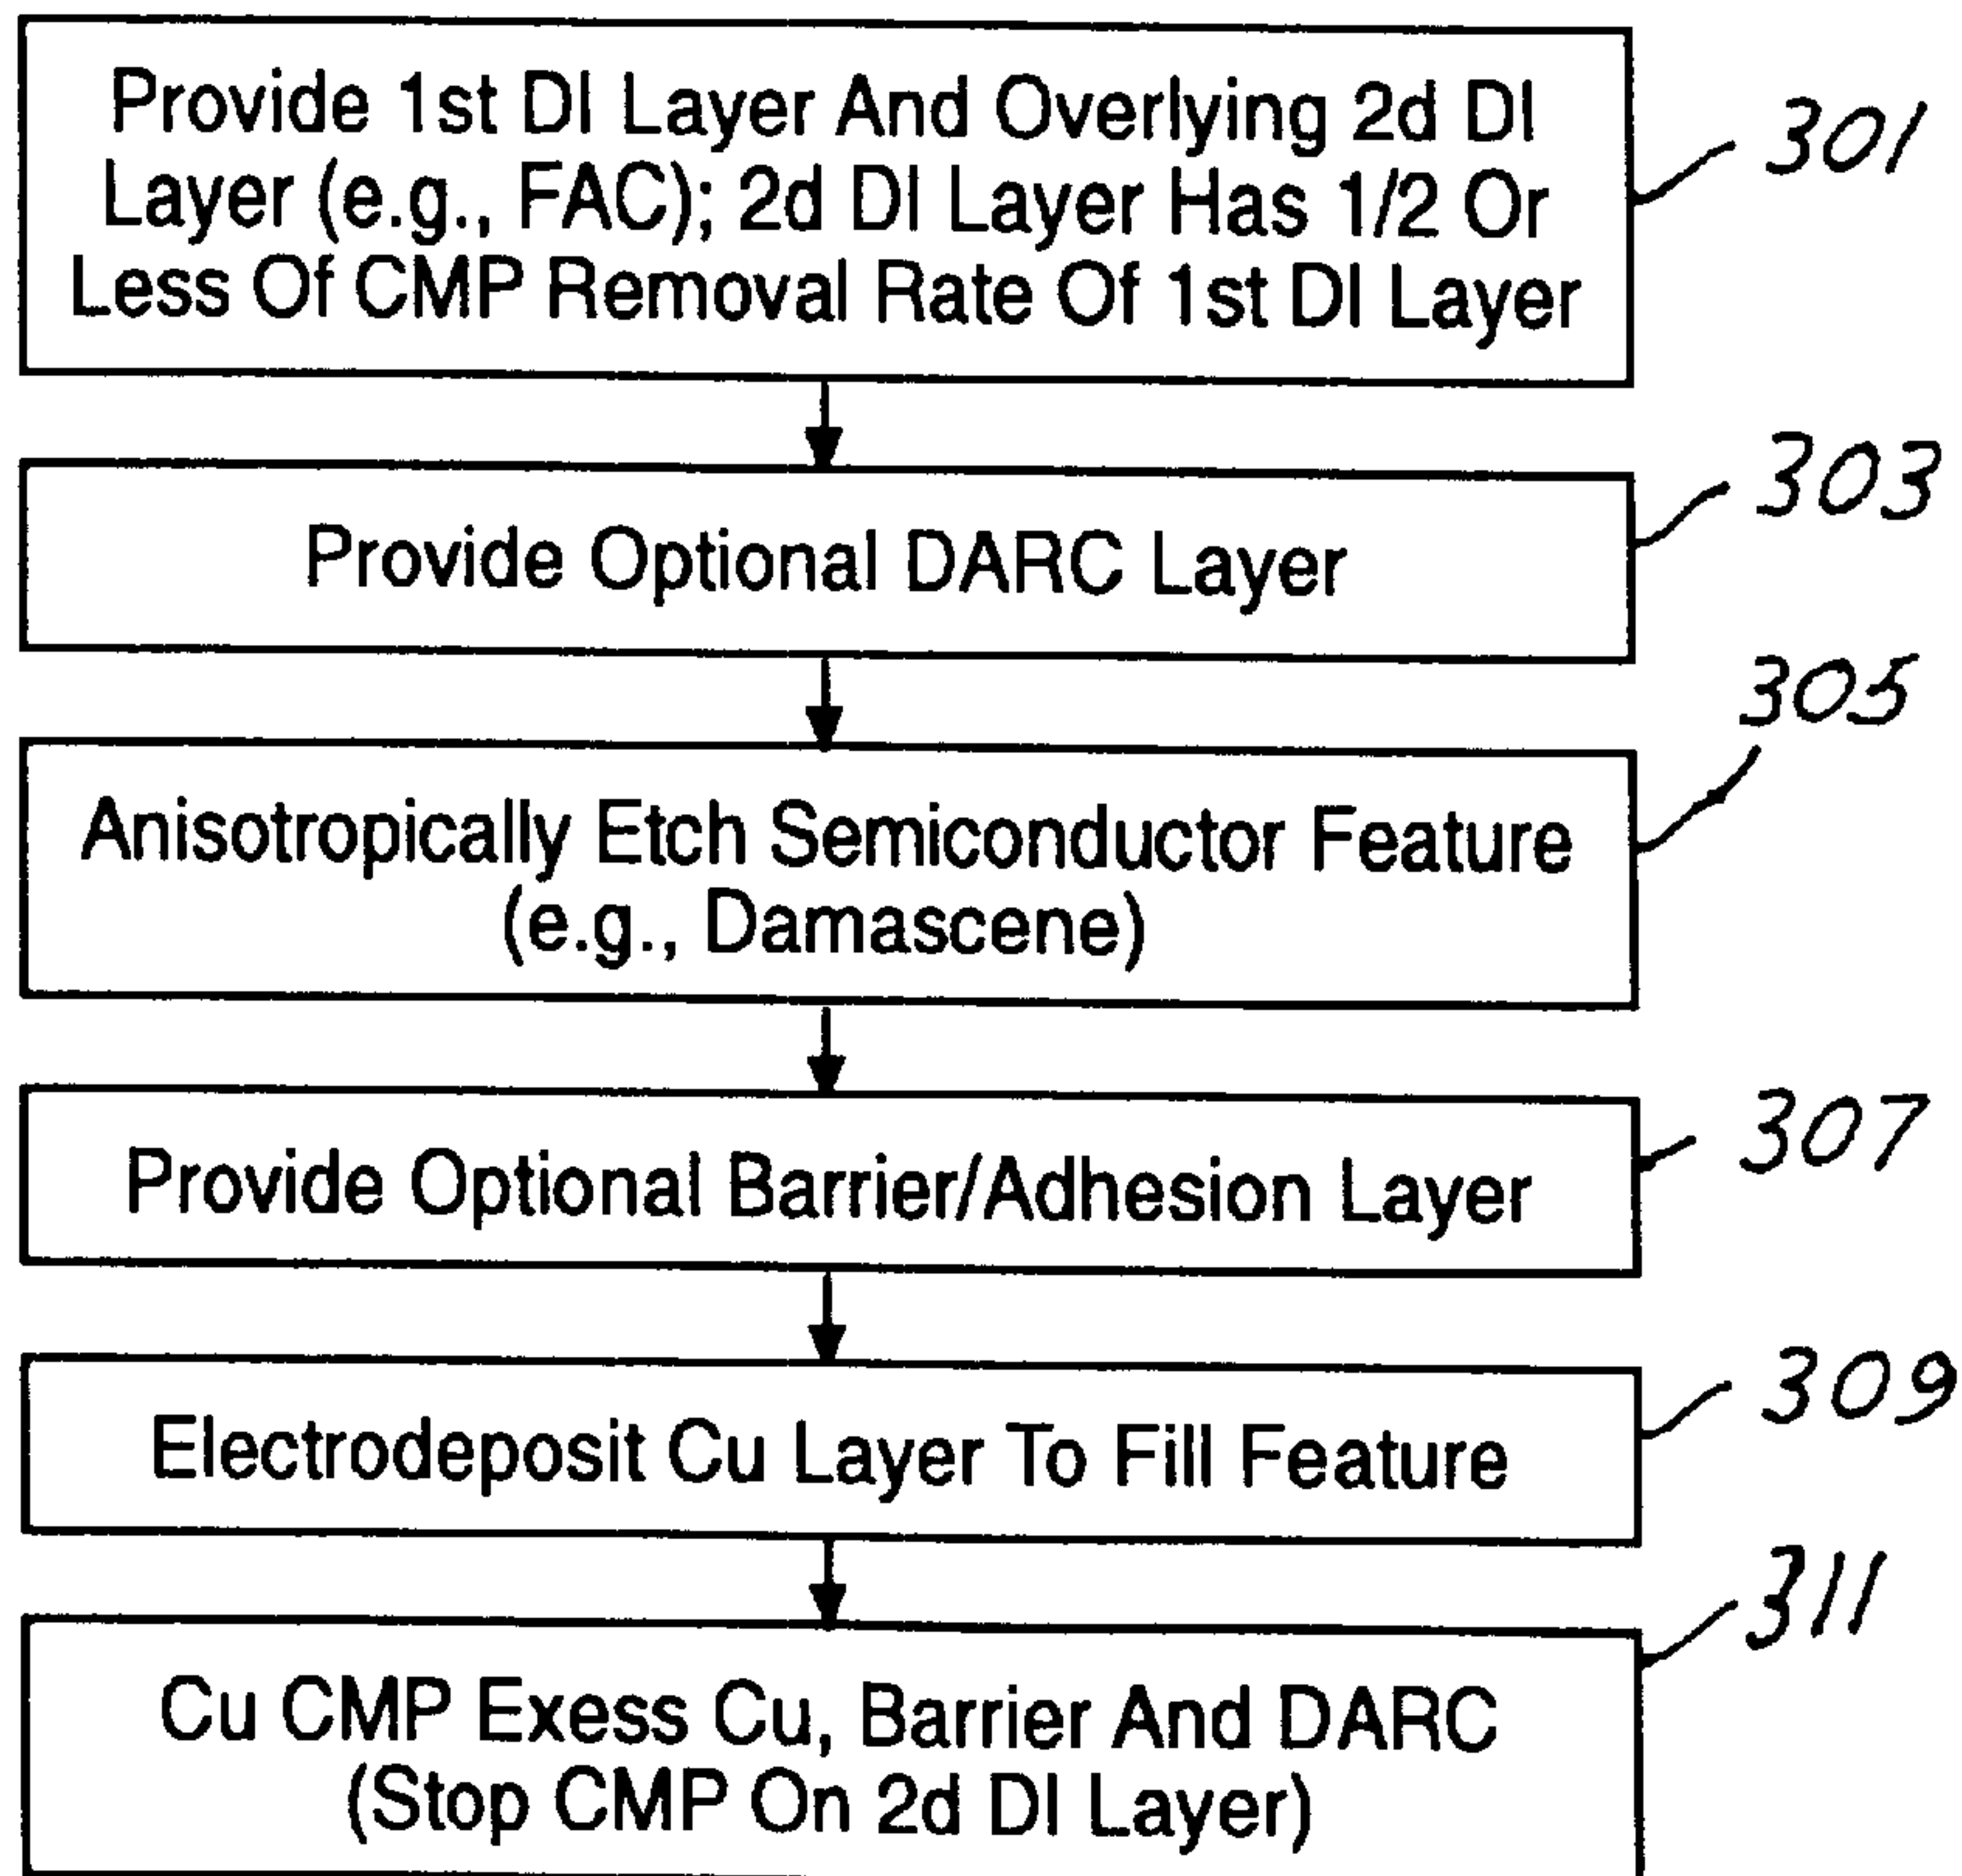 Provide 1st DI Layer And Overlying 2d DI
Layer (e.g., FAC); 2d DI Layer Has 1/2 Or
Less Of CMP Removal Rate Of 1st DI Layer
301
Provide Optional DARC Layer
303
Anisotropically Etch Semiconductor Feature
(e.g., Damascene)
305
Provide Optional Barrier/Adhesion Layer
307
Electrodeposit Cu Layer To Fill Feature
309
Cu CMP Exess Cu, Barrier And DARC
(Stop CMP On 2d DI Layer)
311